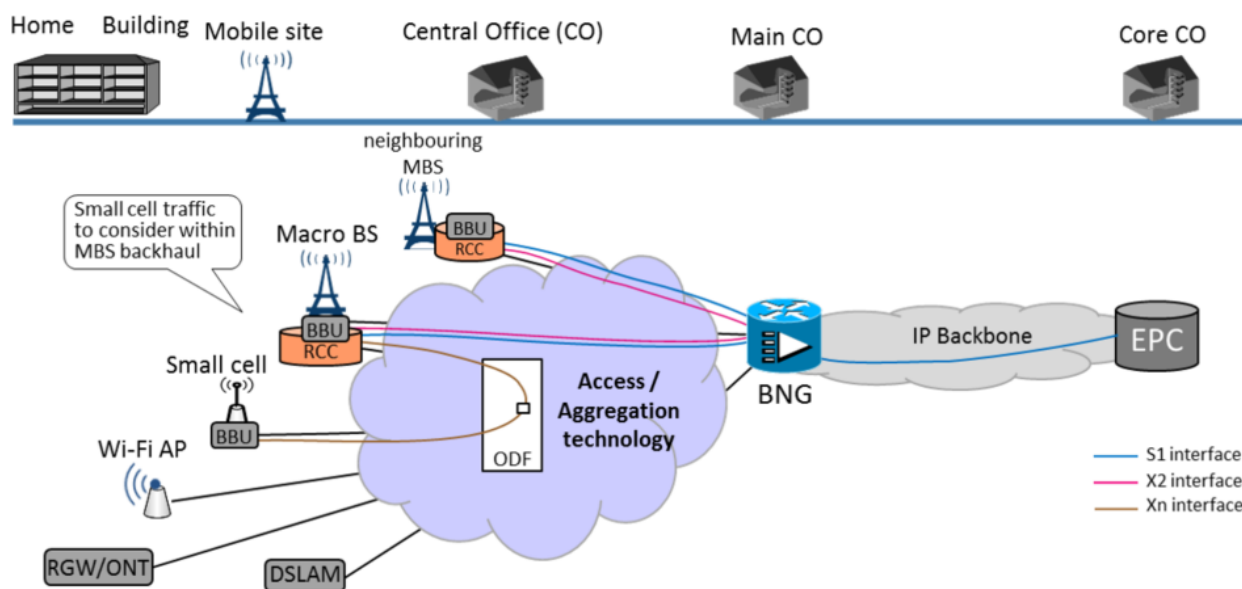 Home
Building
Mobile site
Central Office (CO)
Main CO
Core CO
neighbouring
MBS
Small cell traffic
to consider within
MBS backhaul
Macro BS
BBU
RCC
BBU
RCC
IP Backbone
EPC
BNG
Small cell
Access /
Aggregation
technology
BBU
ODF
Wi-Fi AP
S1 interface
X2 interface
Xn interface
RGW/ONT
DSLAM